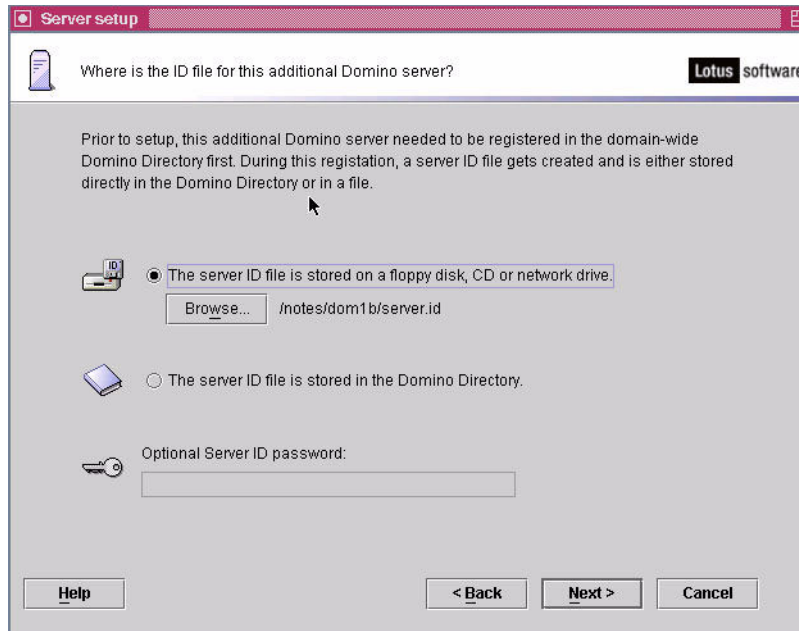 Server setup
Where is the ID file for this additional Domino server?
Lotus software
Prior to setup, this additional Domino server needed to be registered in the domain-wide
Domino Directory first. During this registation, a server ID file gets created and is either stored
directly in the Domino Directory or in a file.
ID
The server ID file is stored on a floppy disk, CD or network drive.
Browse... /notes/dom1b/server.id
The server ID file is stored in the Domino Directory.
Optional Server ID password:
Help < Back Next > Cancel